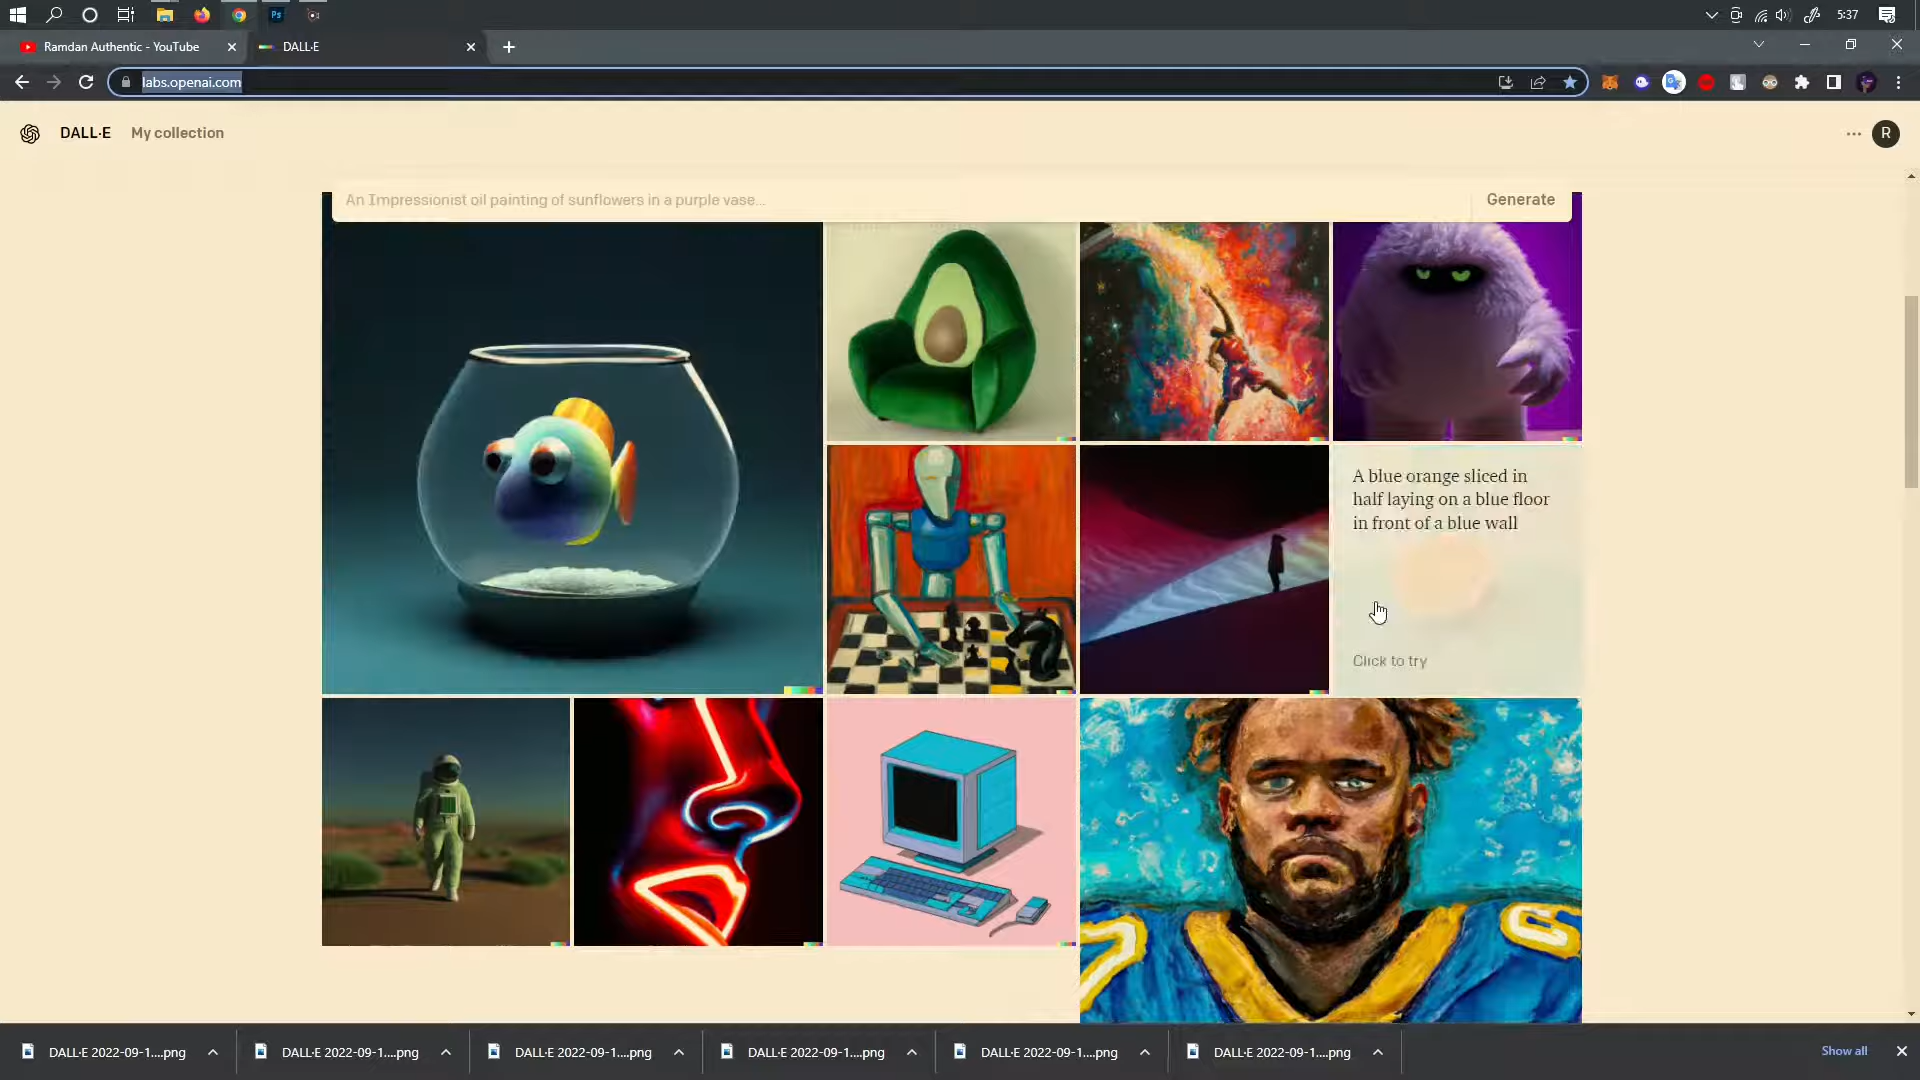 5:37
Ramdan Authentic - YouTube
DALL·E
labs.openai.com
DALL·E
My collection
R
An Impressionist oil painting of sunflowers in a purple vase...
Generate
A blue orange sliced in
half laying on a blue floor
in front of a blue wall
Click to try
DALL·E 2022-09-1....png
DALL·E 2022-09-1....png
DALL·E 2022-09-1....png
DALL·E 2022-09-1....png
DALL·E 2022-09-1....png
DALL·E 2022-09-1....png
Show all